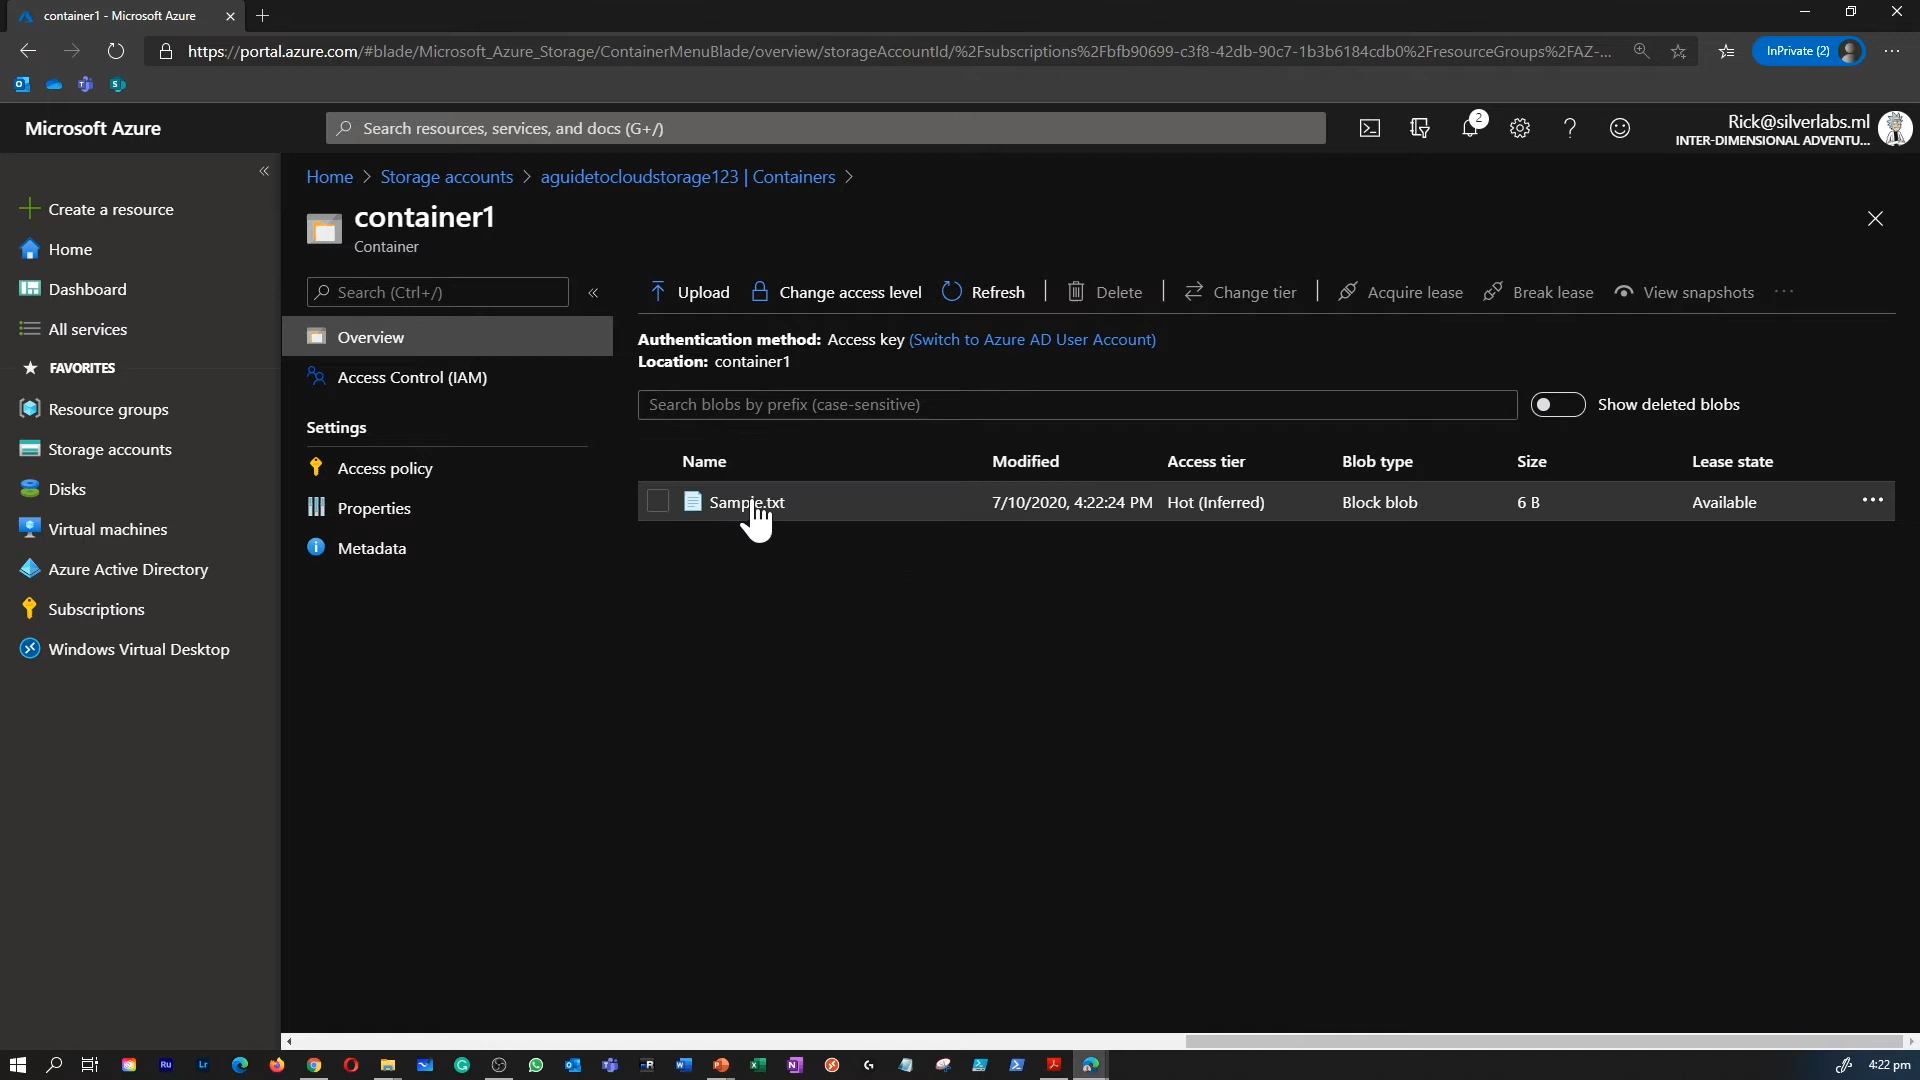 container1 - Microsoft Azure
https://portal.azure.com/#blade/Microsoft_Azure_Storage/ContainerMenuBlade/overview/storageAccountId/%2Fsubscriptions%2Fbfb90699-c3f8-42db-90c7-1b3b6184cdb0%2FresourceGroups%2FAZ-...
InPrivate (2)
Microsoft Azure
Search resources, services, and docs (G+/)
2
Rick@silverlabs.ml
INTER-DIMENSIONAL ADVENTU...
Create a resource
Home
Dashboard
All services
FAVORITES
Resource groups
Storage accounts
Disks
Virtual machines
Azure Active Directory
Subscriptions
Windows Virtual Desktop
Home > Storage accounts > aguidetocloudstorage123 | Containers >
container1
Container
Search (Ctrl+/)
Overview
Access Control (IAM)
Settings
Access policy
Properties
Metadata
Upload Change access level Refresh Delete Change tier Acquire lease Break lease View snapshots
Authentication method: Access key (Switch to Azure AD User Account)
Location: container1
Search blobs by prefix (case-sensitive)
Show deleted blobs
Name Modified Access tier Blob type Size Lease state
Sample.txt 7/10/2020, 4:22:24 PM Hot (Inferred) Block blob 6 B Available
4:22 pm